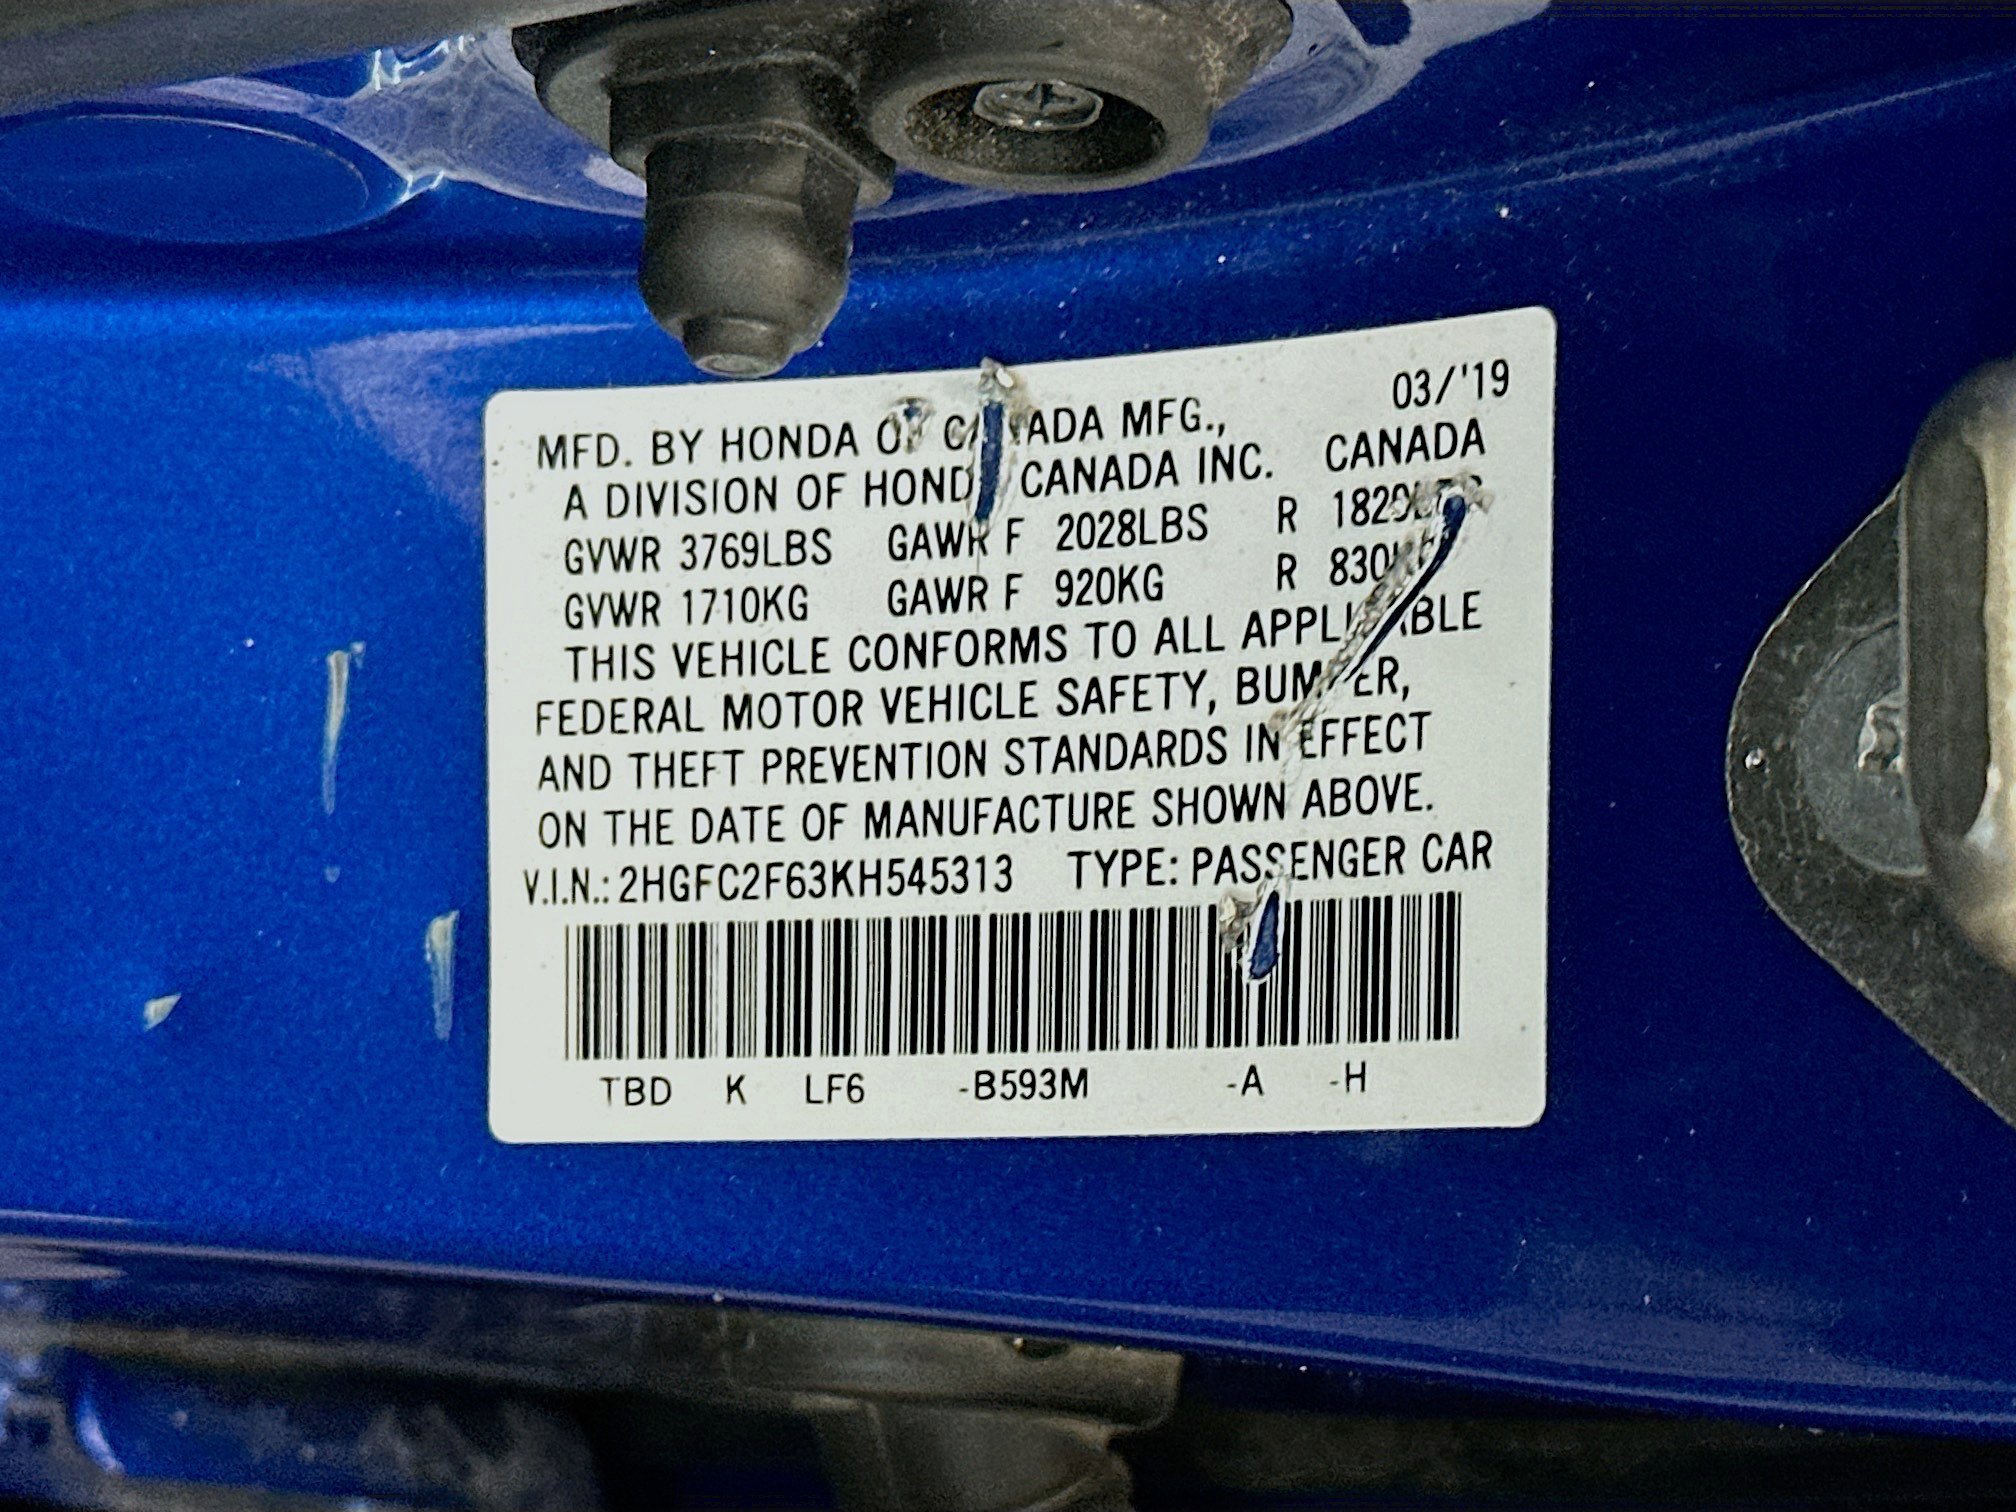 03/'19
MFD. BY HONDA CANADA MFG.,
A DIVISION OF HONDA CANADA INC. CANADA
GVWR 3769LBS GAWR F 2028LBS R
GVWR 1710KG GAWR F 920KG R
THIS VEHICLE CONFORMS TO ALL APPLICABLE
FEDERAL MOTOR VEHICLE SAFETY, BUMPER,
AND THEFT PREVENTION STANDARDS IN EFFECT
ON THE DATE OF MANUFACTURE SHOWN ABOVE.
V.I.N.: 2HGFC2F63KH545313 TYPE: PASSENGER CAR
TBD K LF6 -B593M -A -H